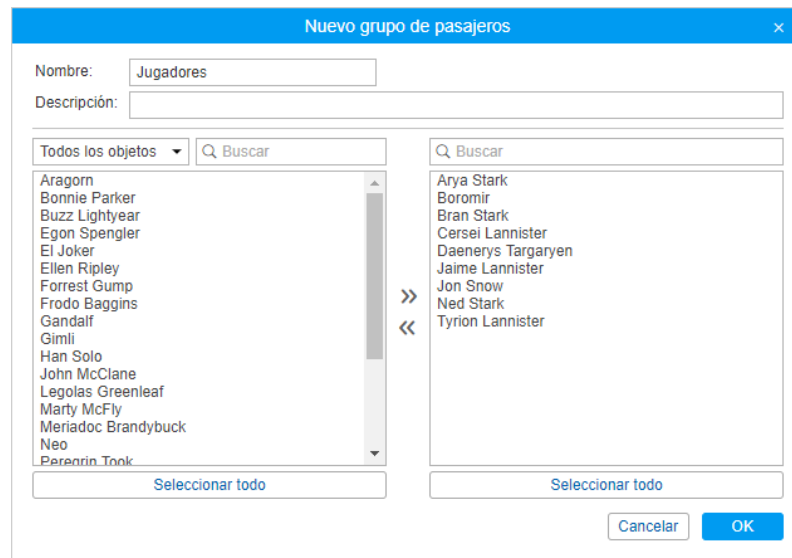 Nuevo grupo de pasajeros
Nombre: Jugadores
Descripción:
Todos los objetos Buscar
Aragorn
Bonnie Parker
Buzz Lightyear
Egon Spengler
El Joker
Ellen Ripley
Forrest Gump
Frodo Baggins
Gandalf
Gimli
Han Solo
John McClane
Legolas Greenleaf
Marty McFly
Meriadoc Brandybuck
Neo
Peregrin Took
Seleccionar todo
Buscar
Arya Stark
Boromir
Bran Stark
Cersei Lannister
Daenerys Targaryen
Jaime Lannister
Jon Snow
Ned Stark
Tyrion Lannister
Seleccionar todo
Cancelar OK